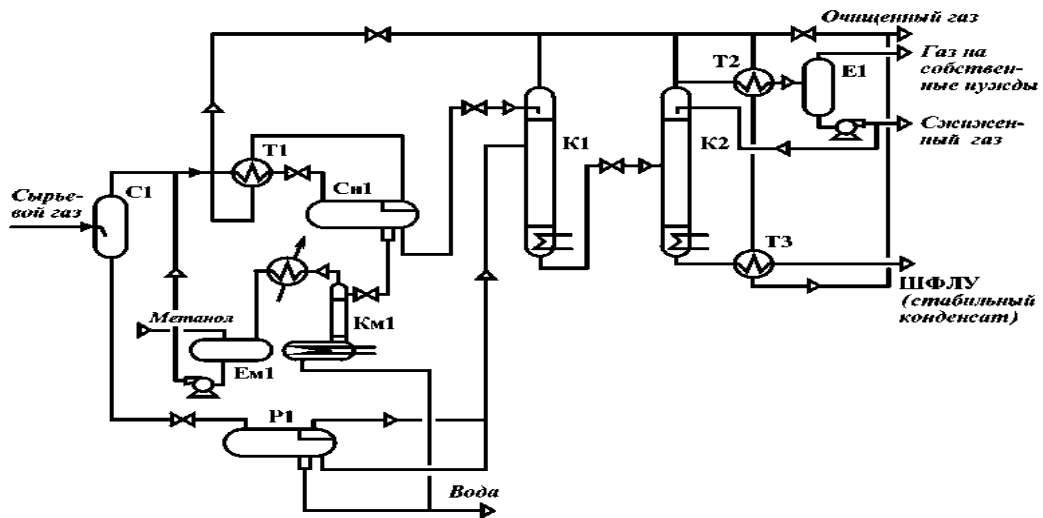 Очищенный газ
Газ на
собствен-
ные нужды
Т2
Е1
Сжижен-
ный газ
К1
К2
Т1
С1
Сн1
Сырье-
вой газ
Т3
ШФЛУ
(стабильный
конденсат)
Метанол
Км1
Ем1
Р1
Вода